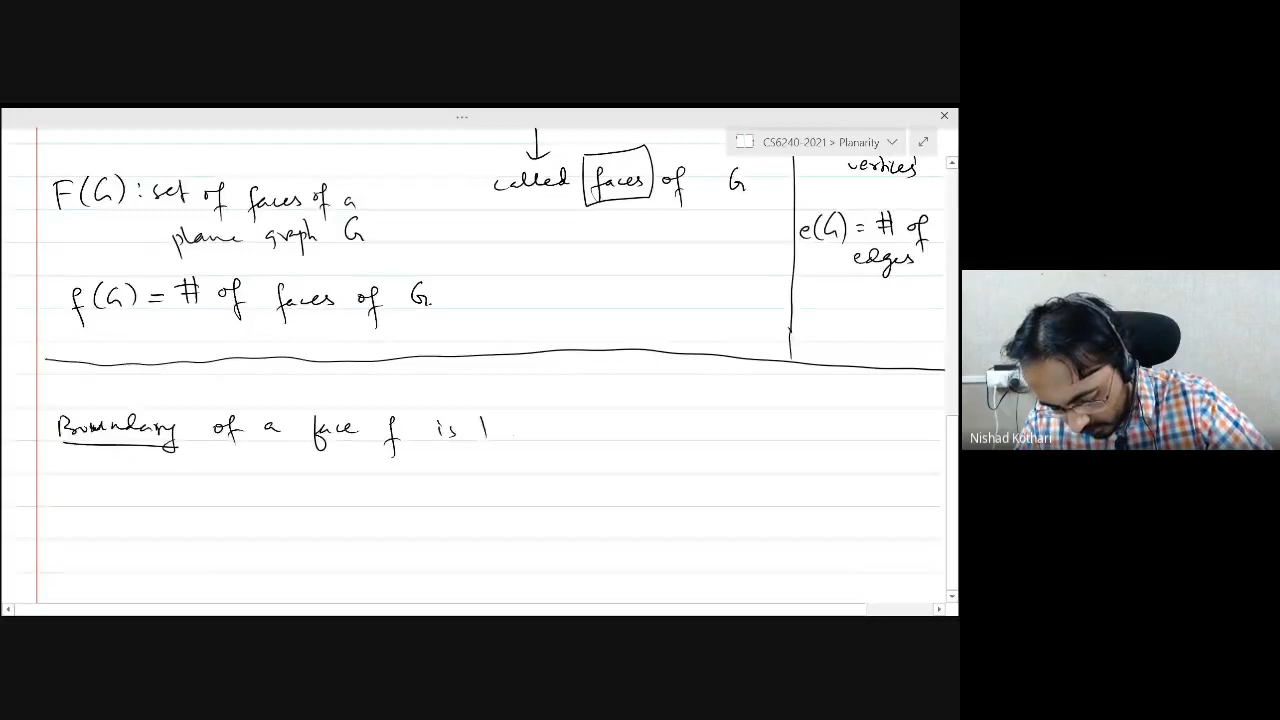 CS6240-2021 > Planarity
called faces of G
vertices
F(G) : set of faces of a
plane graph G
e(G) = # of
edges
f(G) = # of faces of G.
Boundary of a face f is
Nishad Kothari